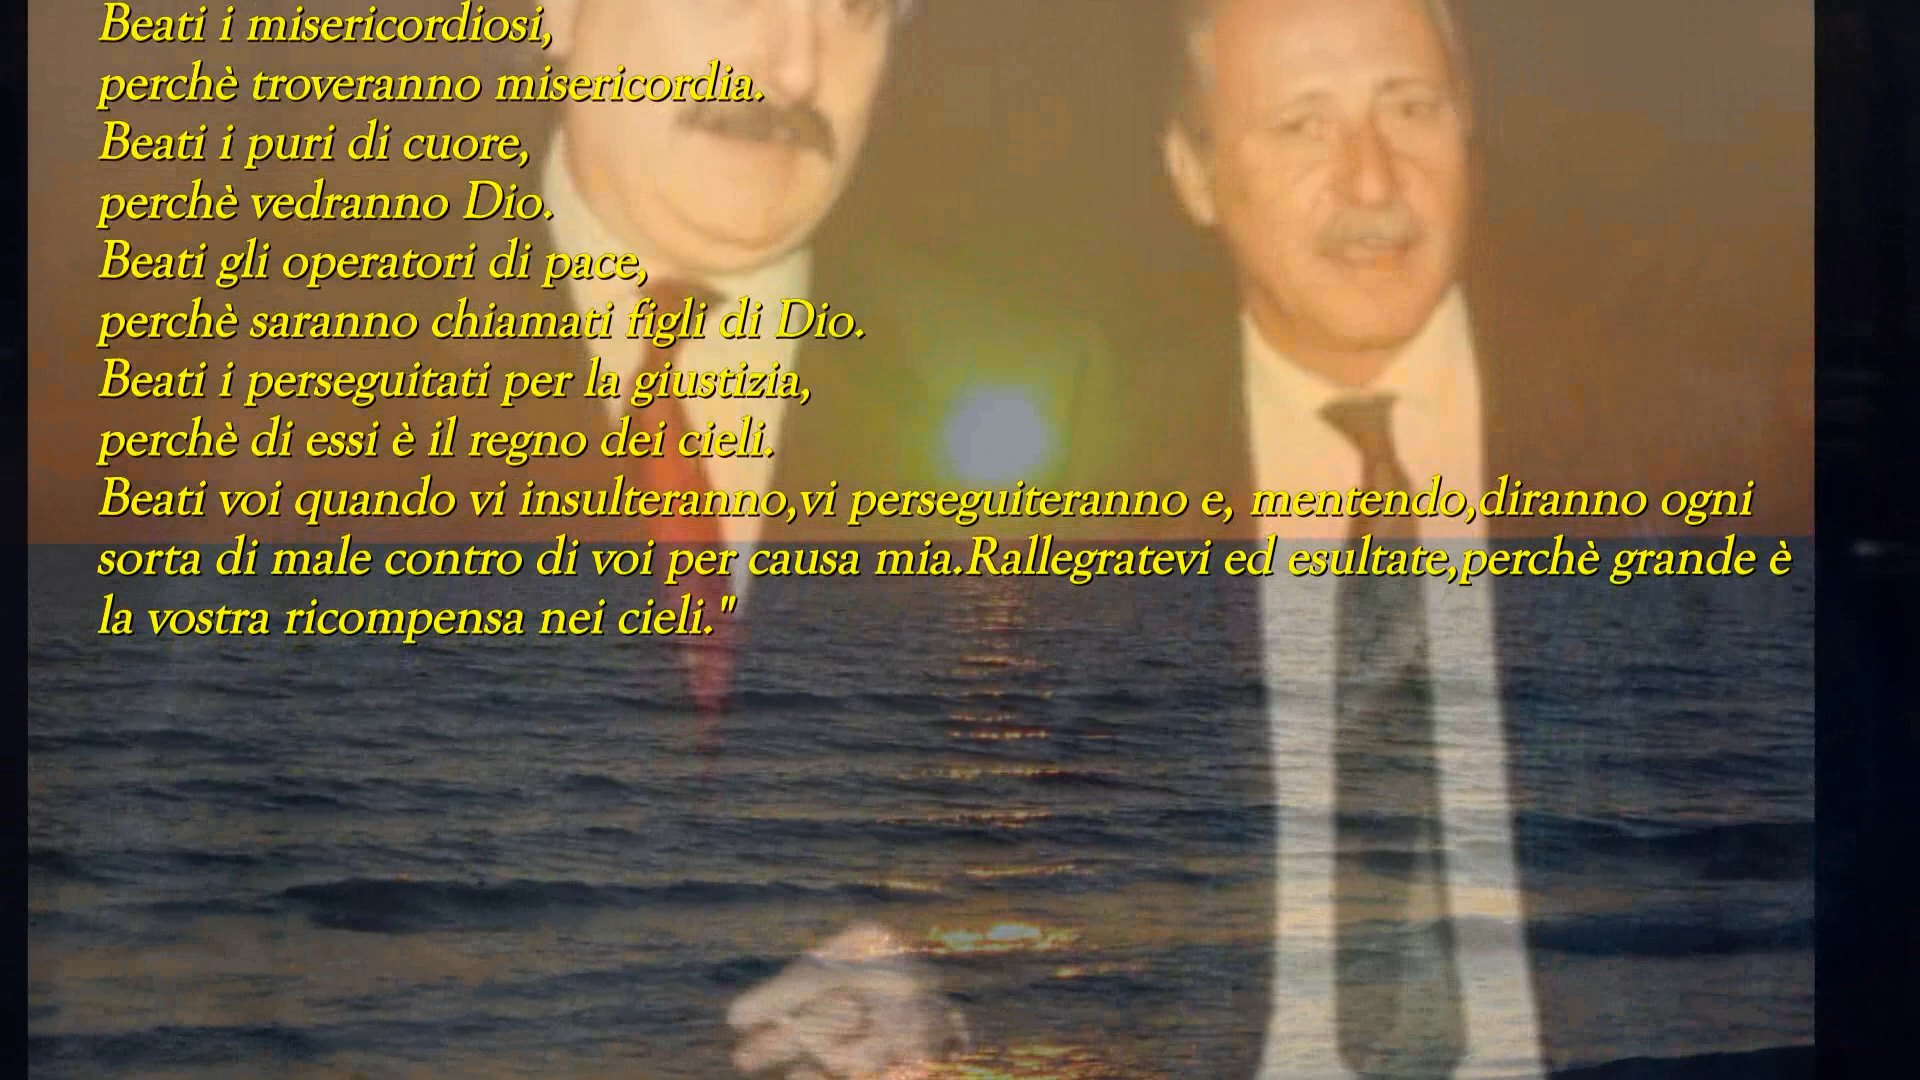 Beati i misericordiosi,
perchè troveranno misericordia.
Beati i puri di cuore,
perchè vedranno Dio.
Beati gli operatori di pace,
perchè saranno chiamati figli di Dio.
Beati i perseguitati per la giustizia,
perchè di essi è il regno dei cieli.
Beati voi quando vi insulteranno,vi perseguiteranno e, mentendo,diranno ogni
sorta di male contro di voi per causa mia.Rallegratevi ed esultate,perchè grande è
la vostra ricompensa nei cieli."